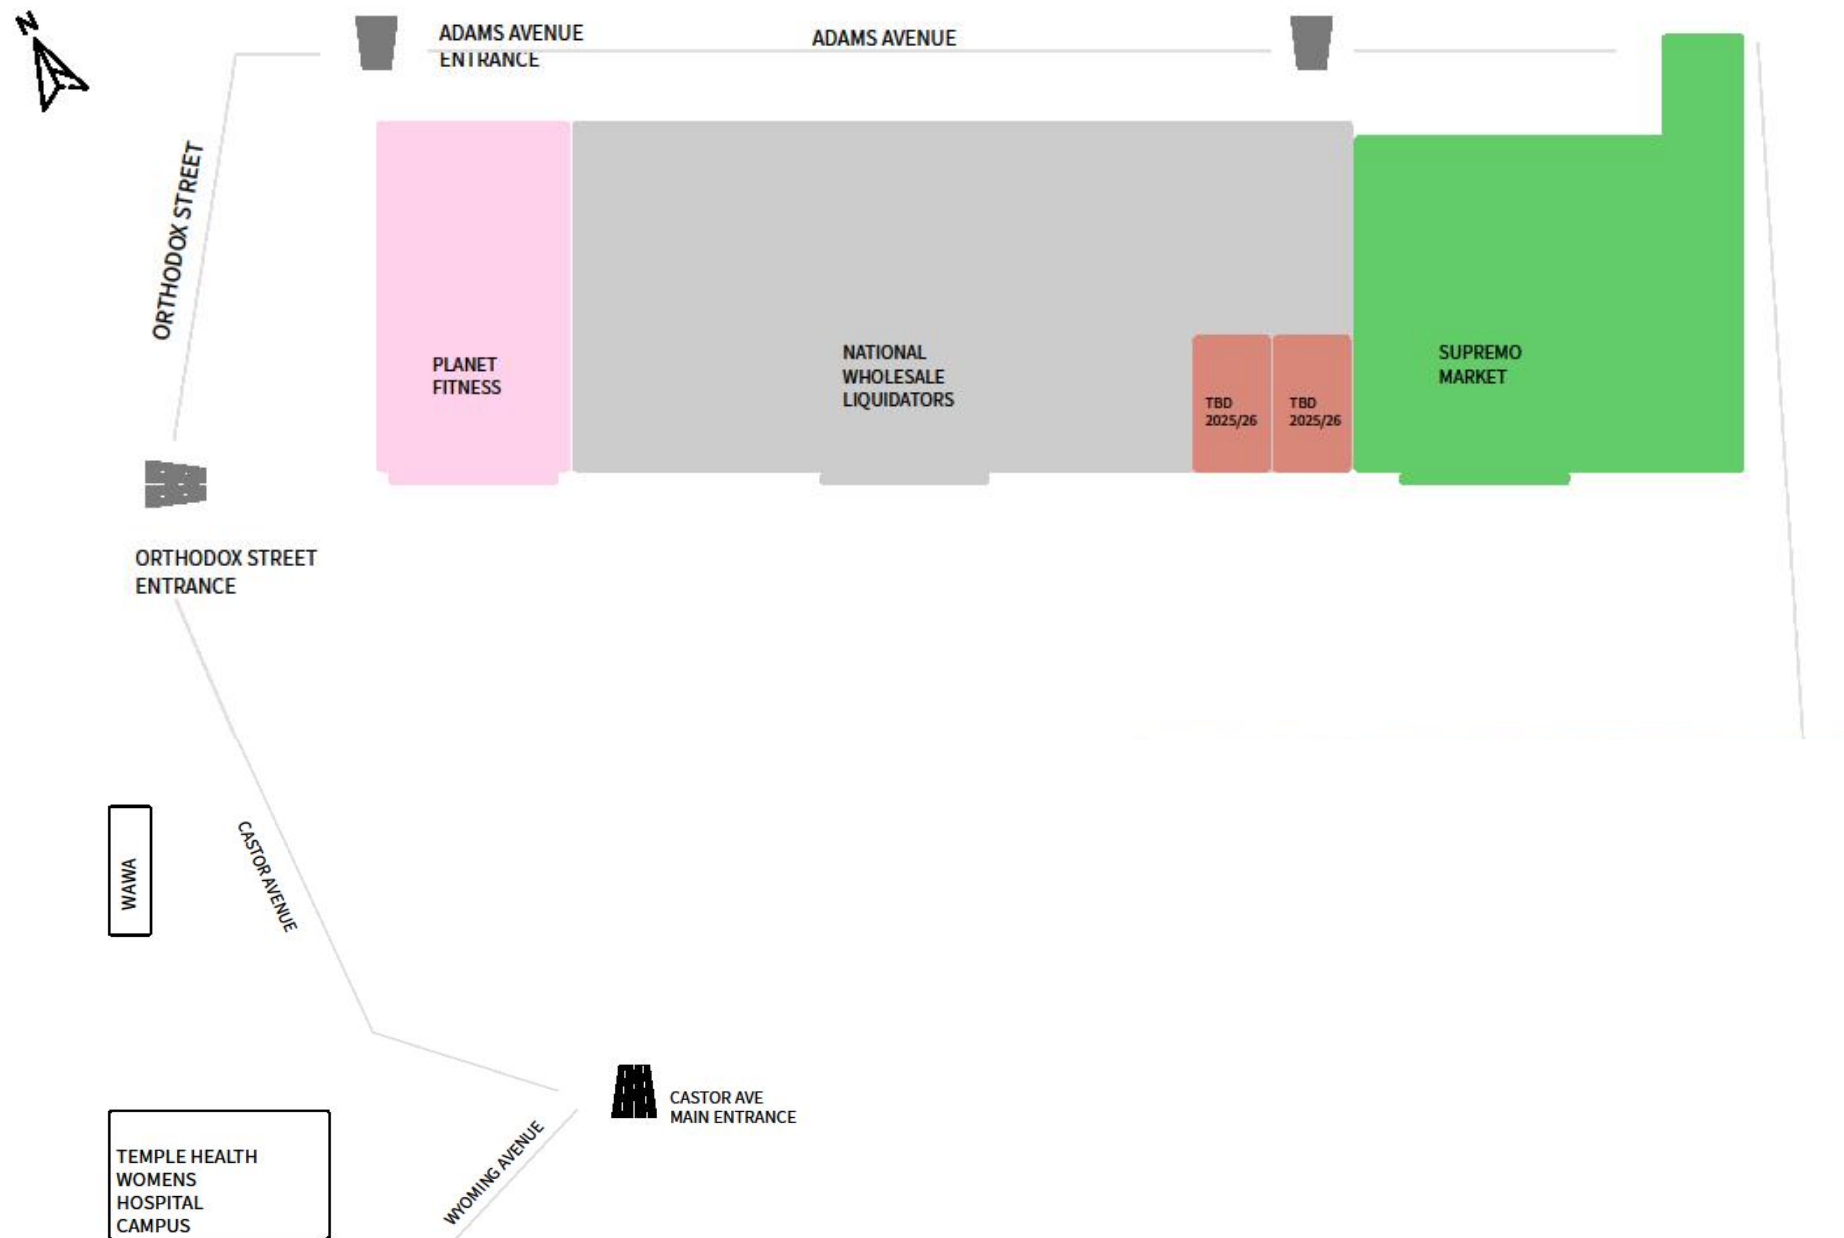 N
ADAMS AVENUE
ENTRANCE
ADAMS AVENUE
ORTHODOX STREET
PLANET
FITNESS
NATIONAL
WHOLESALE
LIQUIDATORS
TBD
2025/26
TBD
2025/26
SUPREMO
MARKET
ORTHODOX STREET
ENTRANCE
WAWA
CASTOR AVENUE
CASTOR AVE
MAIN ENTRANCE
WYOMING AVENUE
TEMPLE HEALTH
WOMENS
HOSPITAL
CAMPUS